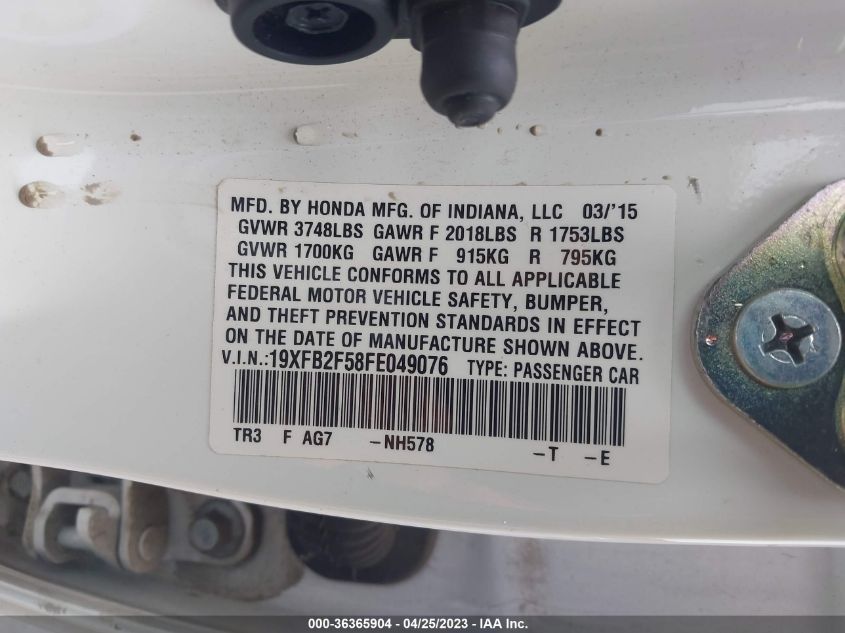 MFD. BY HONDA MFG. OF INDIANA, LLC 03/'15
GVWR 3748LBS GAWR F 2018LBS R 1753LBS
GVWR 1700KG GAWR F 915KG R 795KG
THIS VEHICLE CONFORMS TO ALL APPLICABLE
FEDERAL MOTOR VEHICLE SAFETY, BUMPER,
AND THEFT PREVENTION STANDARDS IN EFFECT
ON THE DATE OF MANUFACTURE SHOWN ABOVE.
V.I.N.:19XFB2F58FE049076 TYPE: PASSENGER CAR
TR3 F AG7 -NH578 -T -E
000-36365904 - 04/25/2023 - IAA Inc.